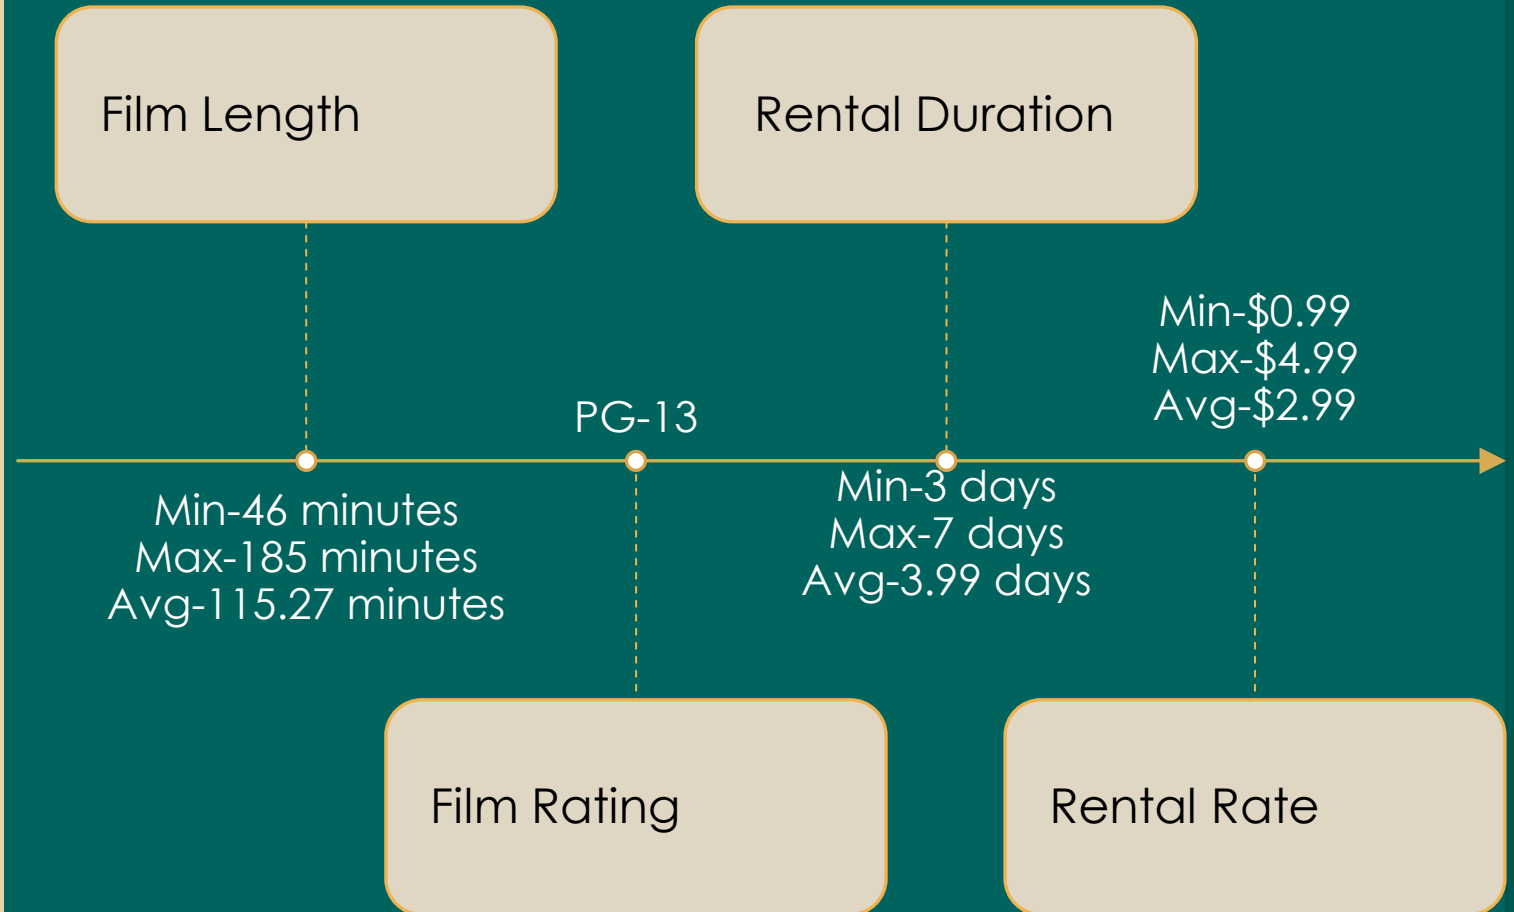 Film Length
Rental Duration
Min-$0.99
Max-$4.99
Avg-$2.99
PG-13
Min-46 minutes
Max-185 minutes
Avg-115.27 minutes
Min-3 days
Max-7 days
Avg-3.99 days
Film Rating
Rental Rate